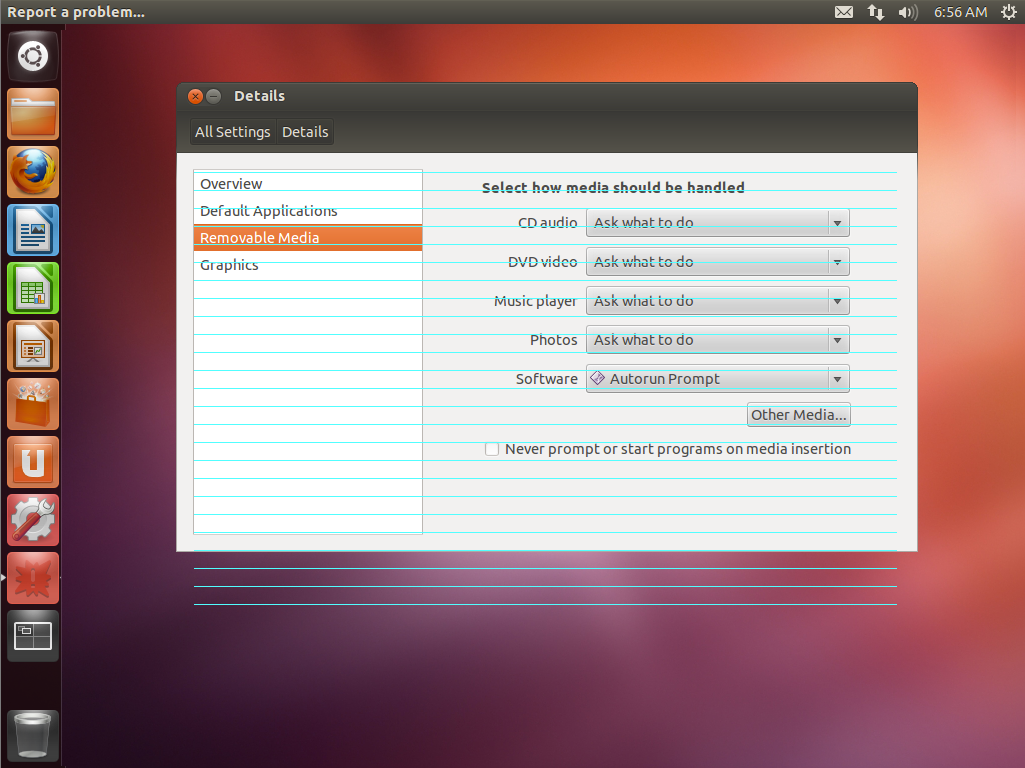 Report a problem...
6:56 AM
Details
All Settings Details
Overview
Default Applications
Removable Media
Graphics
Select how media should be handled
CD audio Ask what to do
DVD video Ask what to do
Music player Ask what to do
Photos Ask what to do
Software Autorun Prompt
Other Media...
Never prompt or start programs on media insertion